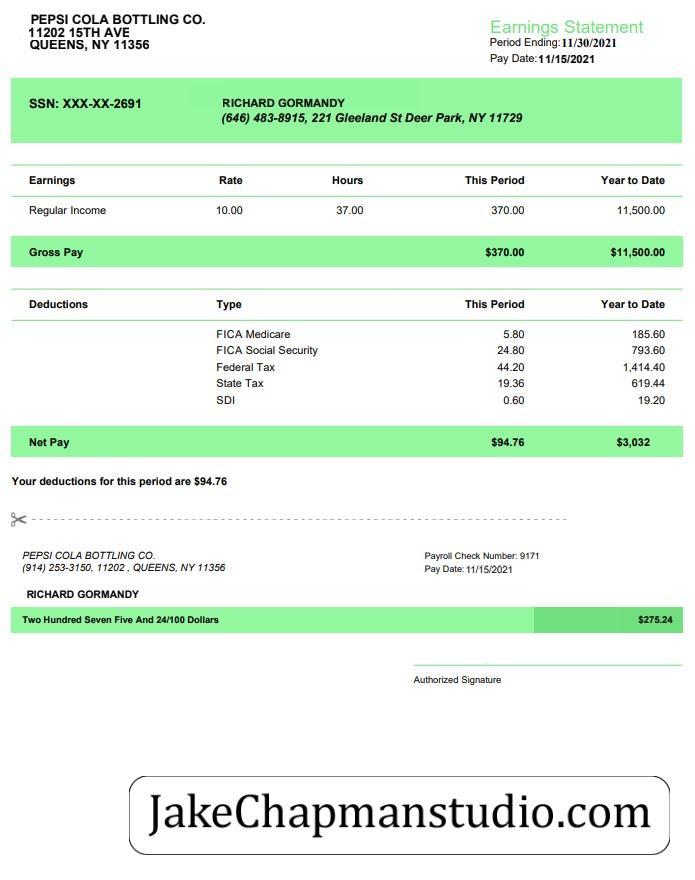 PEPSI COLA BOTTLING CO.
11202 15TH AVE
QUEENS, NY 11356
Earnings Statement
Period Ending: 11/30/2021
Pay Date: 11/15/2021
SSN: XXX-XX-2691
RICHARD GORMANDY
(646) 483-8915, 221 Gleeland St Deer Park, NY 11729
Earnings Rate Hours This Period Year to Date
Regular Income 10.00 37.00 370.00 11,500.00
Gross Pay $370.00 $11,500.00
Deductions Type This Period Year to Date
FICA Medicare 5.80 185.60
FICA Social Security 24.80 793.60
Federal Tax 44.20 1,414.40
State Tax 19.36 619.44
SDI 0.60 19.20
Net Pay $94.76 $3,032
Your deductions for this period are $94.76
PEPSI COLA BOTTLING CO.
(914) 253-3150, 11202 , QUEENS, NY 11356
Payroll Check Number: 9171
Pay Date: 11/15/2021
RICHARD GORMANDY
Two Hundred Seven Five And 24/100 Dollars $275.24
Authorized Signature
JakeChapmanstudio.com